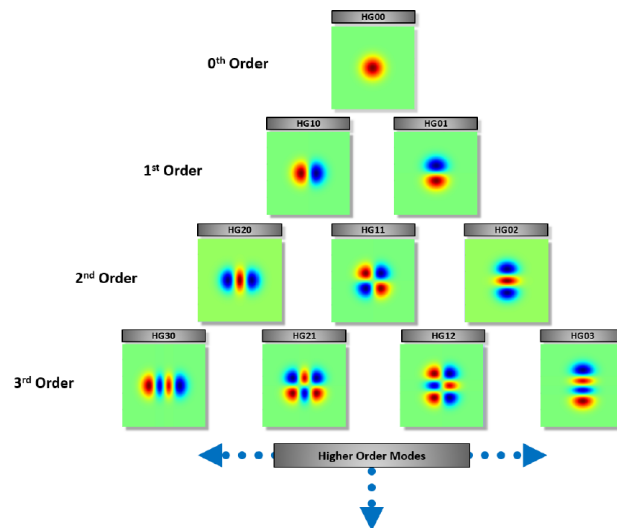 HG00
0th Order
HG10 HG01
1st Order
HG20 HG11 HG02
2nd Order
HG30 HG21 HG12 HG03
3rd Order
Higher Order Modes